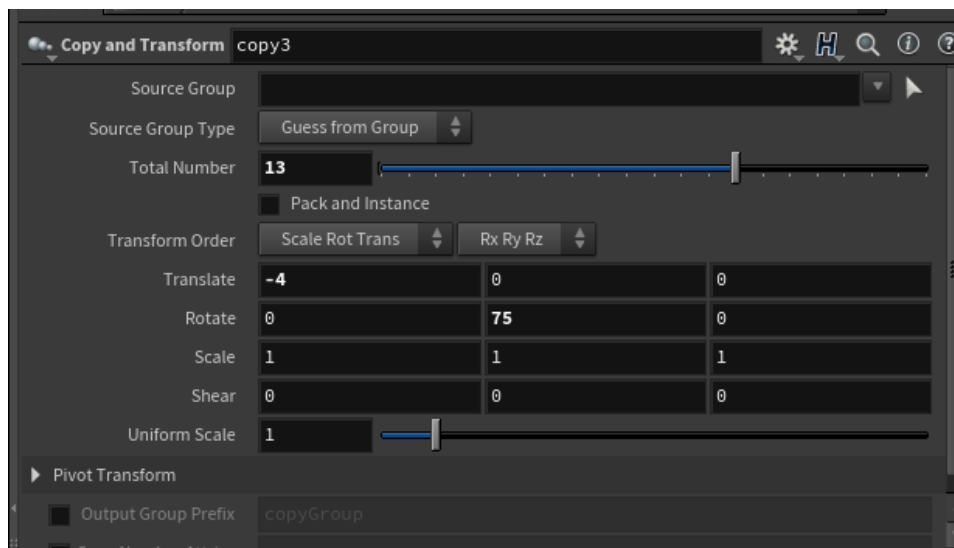 Copy and Transform copy3
Source Group
Source Group Type Guess from Group
Total Number 13
Pack and Instance
Transform Order Scale Rot Trans Rx Ry Rz
Translate -4 0 0
Rotate 0 75 0
Scale 1 1 1
Shear 0 0 0
Uniform Scale 1
Pivot Transform
Output Group Prefix copyGroup